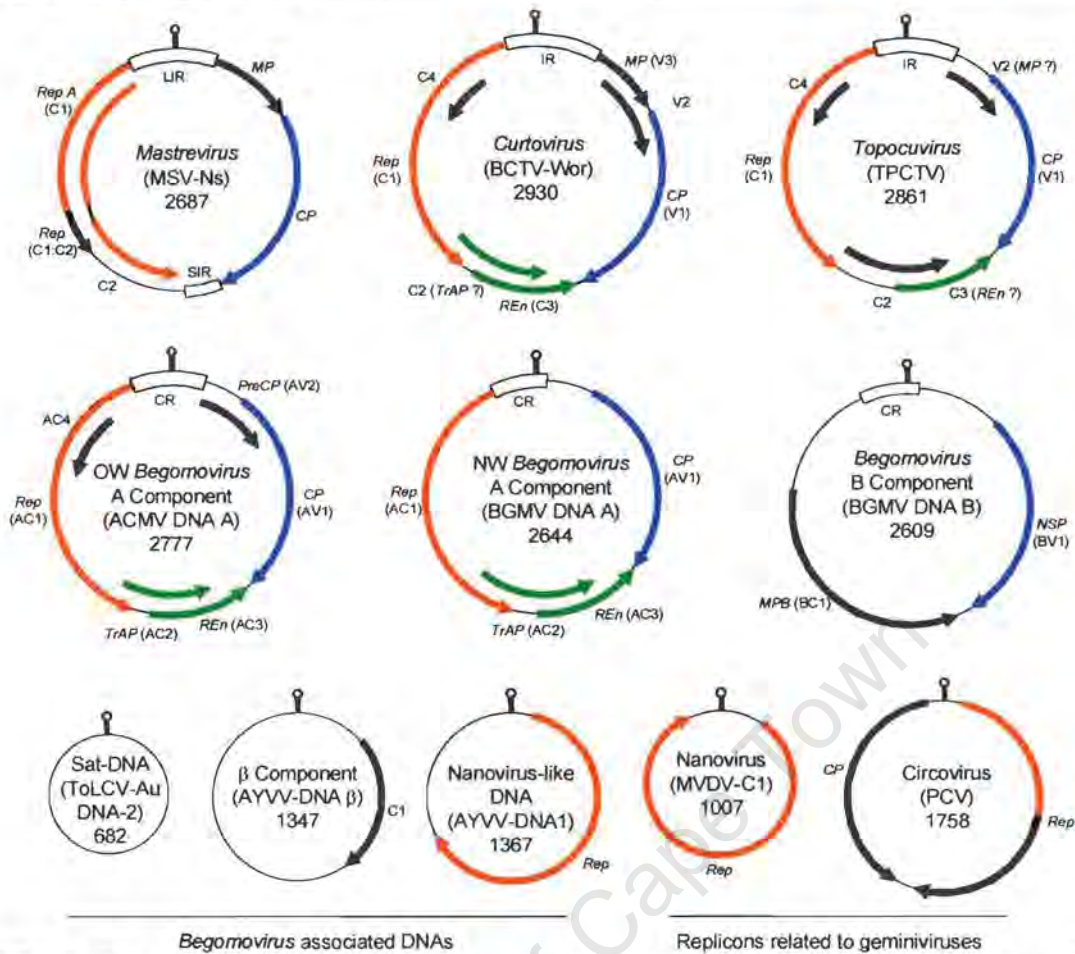 LIR
MP
Rep A
(C1)
Mastrevirus
(MSV-Ns)
2687
CP
Rep
(C1:C2)
C2
SIR
IR
MP (V3)
C4
V2
Curtovirus
(BCTV-Wor)
2930
Rep
(C1)
CP
(V1)
C2 (TrAP ?)
REn (C3)
IR
V2 (MP ?)
C4
Topocuvirus
(TPCTV)
2861
Rep
(C1)
CP
(V1)
C2
C3 (REn ?)
CR
PreCP (AV2)
AC4
OW Begomovirus
A Component
(ACMV DNA A)
2777
Rep
(AC1)
CP
(AV1)
TrAP (AC2)
REn (AC3)
CR
NW Begomovirus
A Component
(BGMV DNA A)
2644
Rep
(AC1)
CP
(AV1)
TrAP (AC2)
REn (AC3)
CR
Begomovirus
B Component
(BGMV DNA B)
2609
NSP
(BV1)
MPB (BC1)
Sat-DNA
(ToLCV-Au
DNA-2)
682
β Component
(AYVV-DNA β)
1347
C1
Nanovirus-like
DNA
(AYVV-DNA1)
1367
Rep
Nanovirus
(MVDV-C1)
1007
Rep
CP
Circovirus
(PCV)
1758
Rep
Begomovirus associated DNAs
Replicons related to geminiviruses
Cape Town